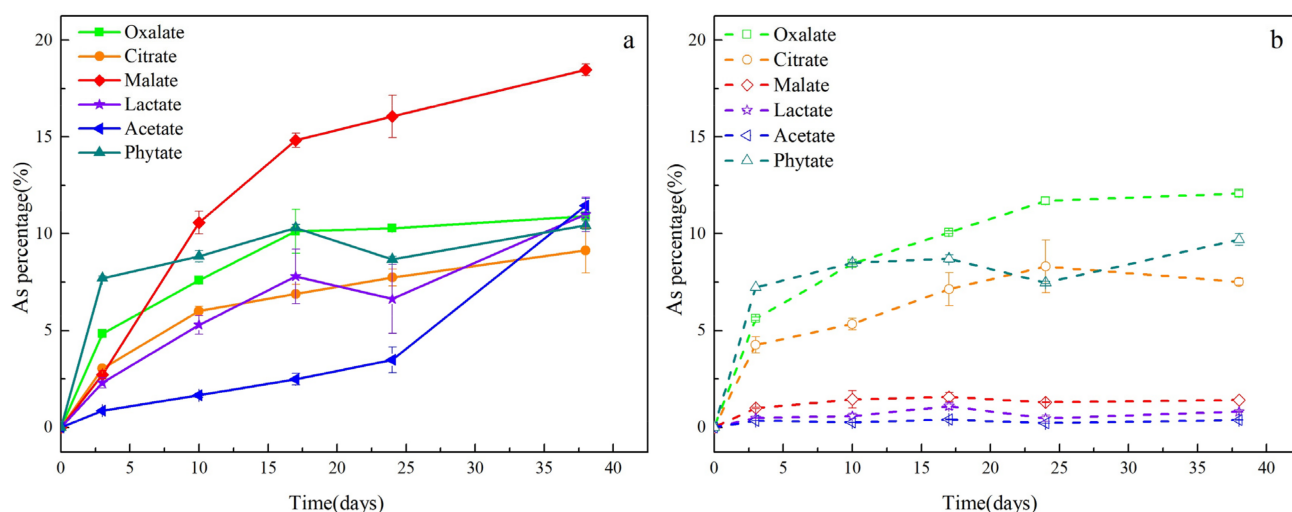 a
Oxalate
Citrate
Malate
Lactate
Acetate
Phytate
As percentage(%)
20
15
10
5
0
0 5 10 15 20 25 30 35 40
Time(days)
b
Oxalate
Citrate
Malate
Lactate
Acetate
Phytate
As percentage(%)
20
15
10
5
0
0 5 10 15 20 25 30 35 40
Time(days)